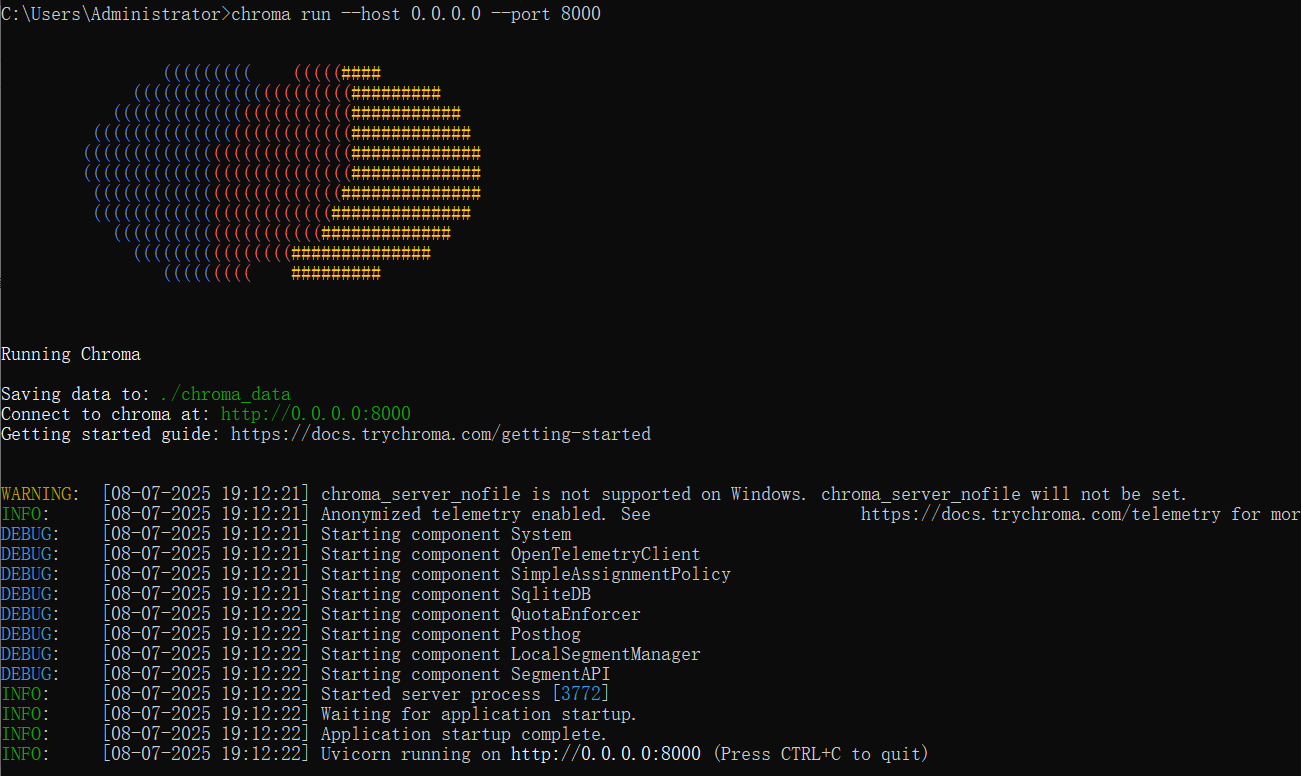 C:\Users\Administrator>chroma run --host 0.0.0.0 --port 8000
                (((((((((    (((((####
             (((((((((((((((((((((#########
           ((((((((((((((((((((((((###########
         ((((((((((((((((((((((((((############
        (((((((((((((((((((((((((((#############
        (((((((((((((((((((((((((((#############
         (((((((((((((((((((((((((##############
         ((((((((((((((((((((((((##############
           (((((((((((((((((((((#############
             ((((((((((((((((##############
                (((((((((    #########
Running Chroma
Saving data to: ./chroma_data
Connect to chroma at: http://0.0.0.0:8000
Getting started guide: https://docs.trychroma.com/getting-started
WARNING:  [08-07-2025 19:12:21] chroma_server_nofile is not supported on Windows. chroma_server_nofile will not be set.
INFO:     [08-07-2025 19:12:21] Anonymized telemetry enabled. See                     https://docs.trychroma.com/telemetry for mor
DEBUG:    [08-07-2025 19:12:21] Starting component System
DEBUG:    [08-07-2025 19:12:21] Starting component OpenTelemetryClient
DEBUG:    [08-07-2025 19:12:21] Starting component SimpleAssignmentPolicy
DEBUG:    [08-07-2025 19:12:21] Starting component SqliteDB
DEBUG:    [08-07-2025 19:12:22] Starting component QuotaEnforcer
DEBUG:    [08-07-2025 19:12:22] Starting component Posthog
DEBUG:    [08-07-2025 19:12:22] Starting component LocalSegmentManager
DEBUG:    [08-07-2025 19:12:22] Starting component SegmentAPI
INFO:     [08-07-2025 19:12:22] Started server process [3772]
INFO:     [08-07-2025 19:12:22] Waiting for application startup.
INFO:     [08-07-2025 19:12:22] Application startup complete.
INFO:     [08-07-2025 19:12:22] Uvicorn running on http://0.0.0.0:8000 (Press CTRL+C to quit)